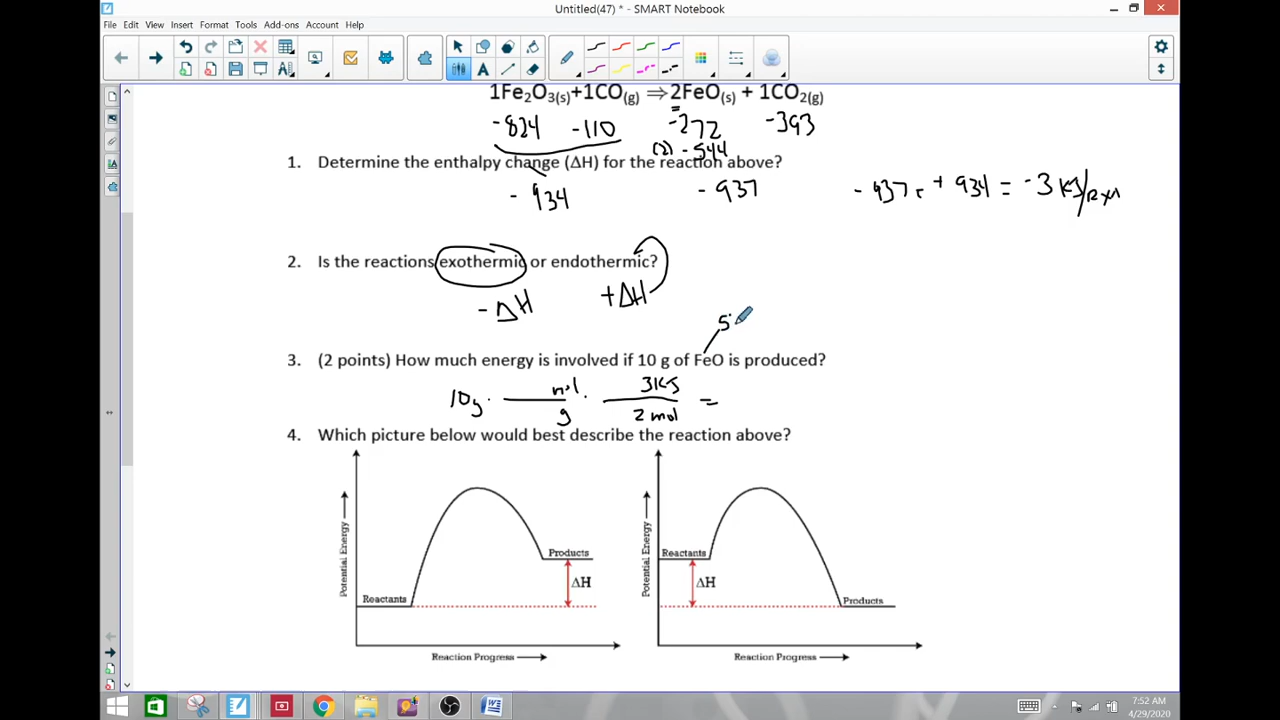 Untitled(47) * - SMART Notebook
File Edit View Insert Format Tools Add-ons Account Help
1Fe₂O₃(s)+1CO(g) ⇒2FeO(s) + 1CO₂(g)
-824 -110 -272 -393
(2) -544
1. Determine the enthalpy change (ΔH) for the reaction above?
-934 -937 -937 + 934 = -3 KJ/Rxn
2. Is the reactions exothermic or endothermic?
-ΔH +ΔH
5
3. (2 points) How much energy is involved if 10 g of FeO is produced?
10g · mol/g · 3KJ/2 mol =
4. Which picture below would best describe the reaction above?
Potential Energy Reactants Products ΔH Reaction Progress
Potential Energy Reactants Products ΔH Reaction Progress
7:52 AM
4/29/2020